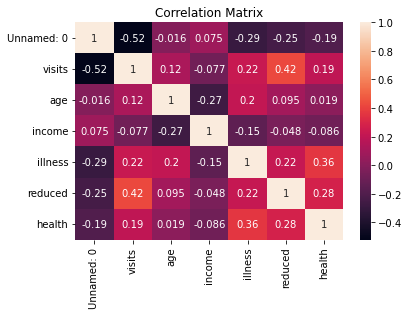 Correlation Matrix
Unnamed: 0 1 -0.52 -0.016 0.075 -0.29 -0.25 -0.19
visits -0.52 1 0.12 -0.077 0.22 0.42 0.19
age -0.016 0.12 1 -0.27 0.2 0.095 0.019
income 0.075 -0.077 -0.27 1 -0.15 -0.048 -0.086
illness -0.29 0.22 0.2 -0.15 1 0.22 0.36
reduced -0.25 0.42 0.095 -0.048 0.22 1 0.28
health -0.19 0.19 0.019 -0.086 0.36 0.28 1
Unnamed: 0 visits age income illness reduced health
1.0
0.8
0.6
0.4
0.2
0.0
−0.2
−0.4